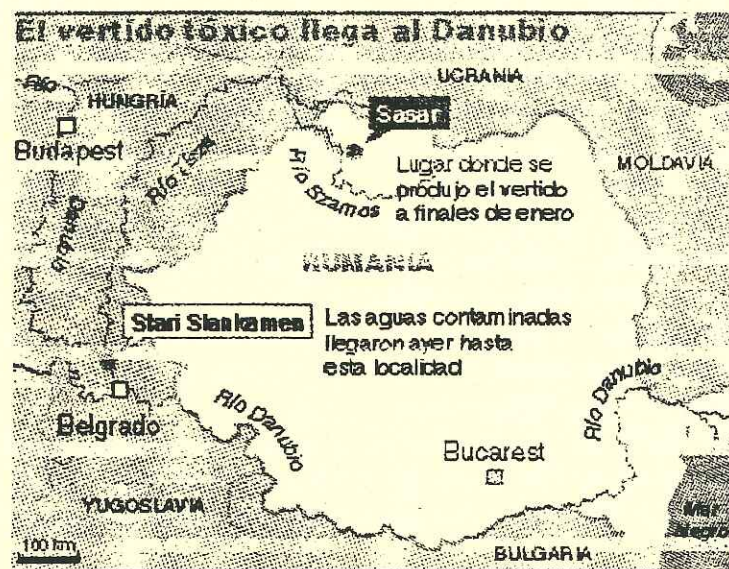 El vertido tóxico llega al Danubio
Río
HUNGRÍA
UCRANIA
Sasar
Budapest
Río Tisza
Río Szamos
Lugar donde se
produjo el vertido
a finales de enero
MOLDAVIA
Danubio
RUMANIA
Stari Slankamen
Las aguas contaminadas
llegaron ayer hasta
esta localidad
Belgrado
Río Danubio
Río Danubio
Bucarest
YUGOSLAVIA
Mar
Negro
100 km
BULGARIA